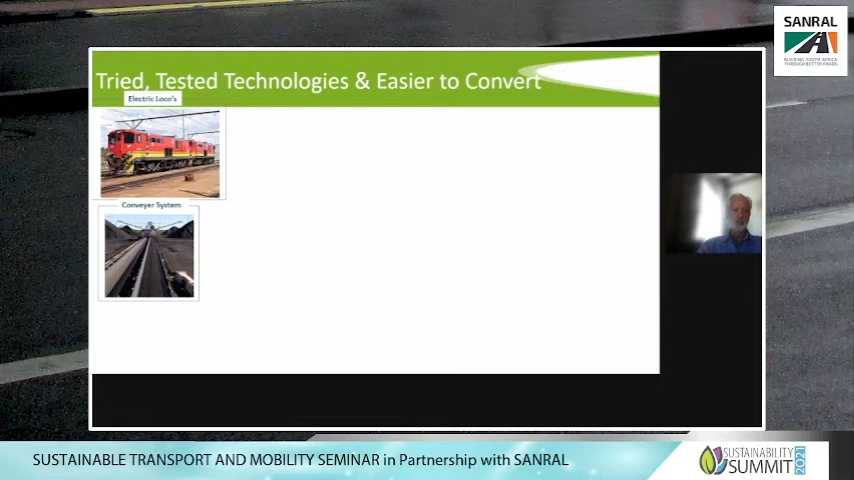 SANRAL
BUILDING SOUTH AFRICA
THROUGH BETTER ROADS
Tried, Tested Technologies & Easier to Convert
Electric Loco's
Conveyer System
SUSTAINABLE TRANSPORT AND MOBILITY SEMINAR in Partnership with SANRAL
SUSTAINABILITY
SUMMIT 2021